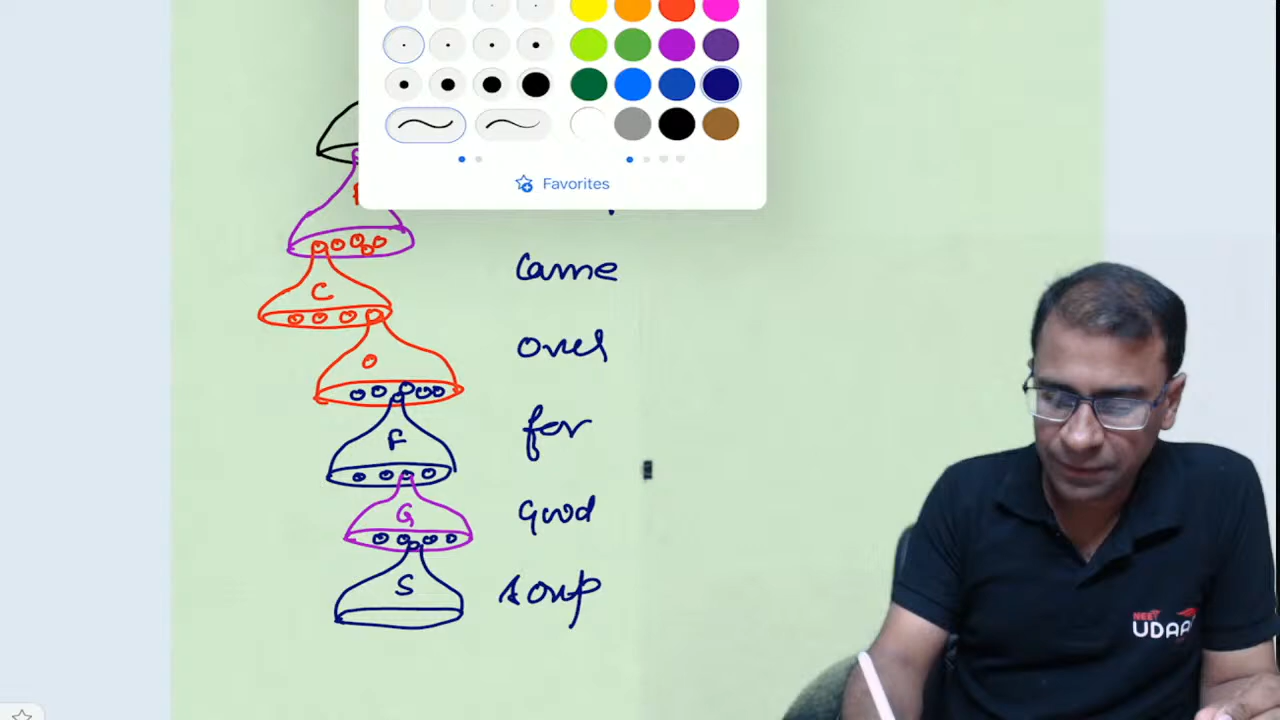 Favorites
C came
O over
F for
G Good
S soup
NEET
UDAA